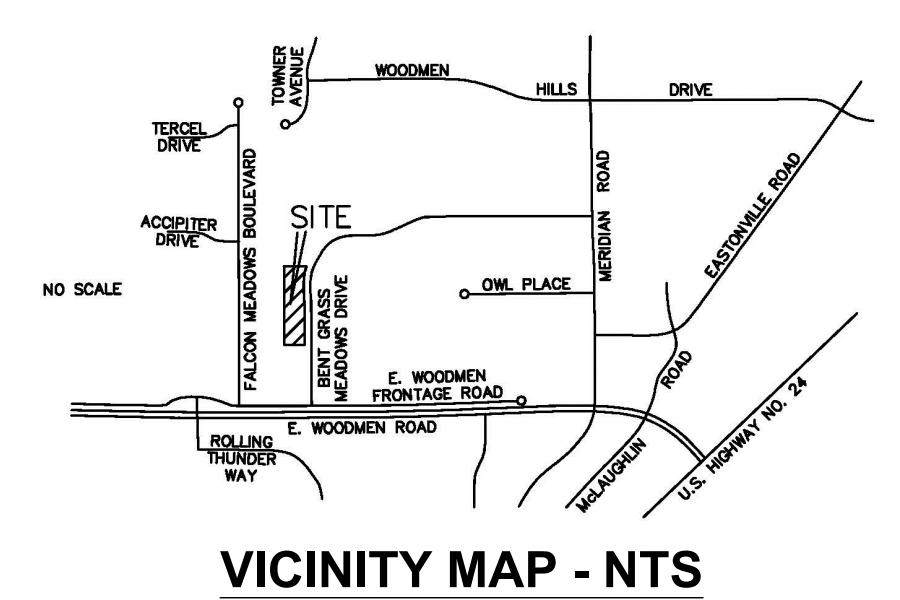 TOWNER
AVENUE
WOODMEN
HILLS
DRIVE
TERCEL
DRIVE
FALCON MEADOWS BOULEVARD
ACCIPITER
DRIVE
SITE
MERIDIAN ROAD
EASTONVILLE ROAD
NO SCALE
OWL PLACE
BENT GRASS
MEADOWS DRIVE
E. WOODMEN
FRONTAGE ROAD
E. WOODMEN ROAD
ROLLING
THUNDER
WAY
McLAUGHLIN ROAD
U.S. HIGHWAY NO. 24
VICINITY MAP - NTS